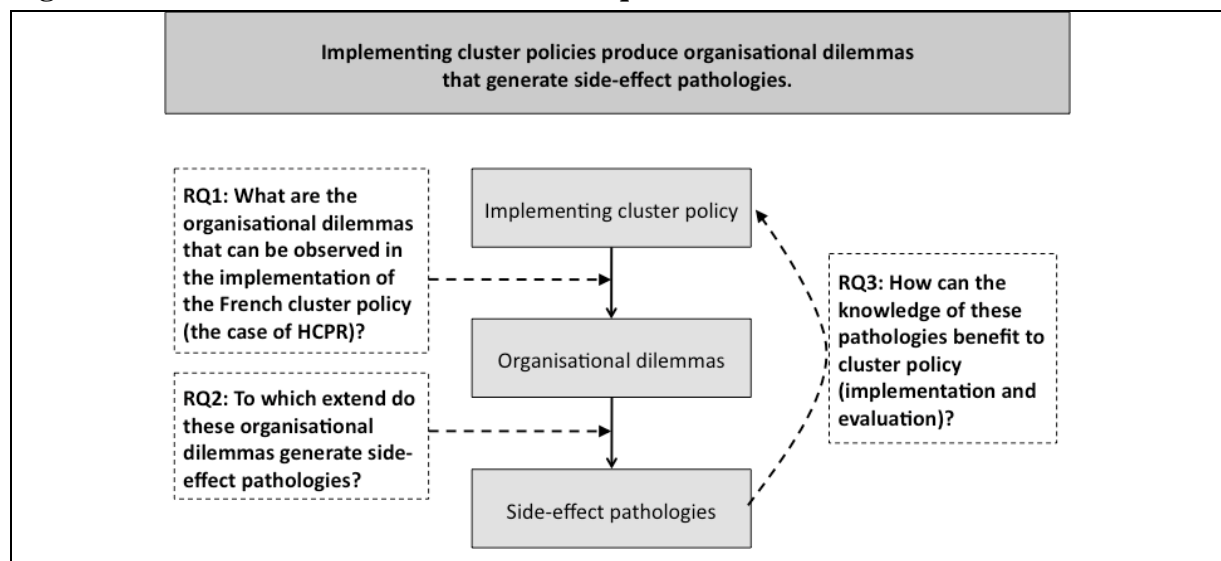 Implementing cluster policies produce organisational dilemmas
that generate side-effect pathologies.
RQ1: What are the
organisational dilemmas
that can be observed in
the implementation of
the French cluster policy
(the case of HCPR)?
Implementing cluster policy
RQ3: How can the
knowledge of these
pathologies benefit to
cluster policy
(implementation and
evaluation)?
Organisational dilemmas
RQ2: To which extend do
these organisational
dilemmas generate side-
effect pathologies?
Side-effect pathologies